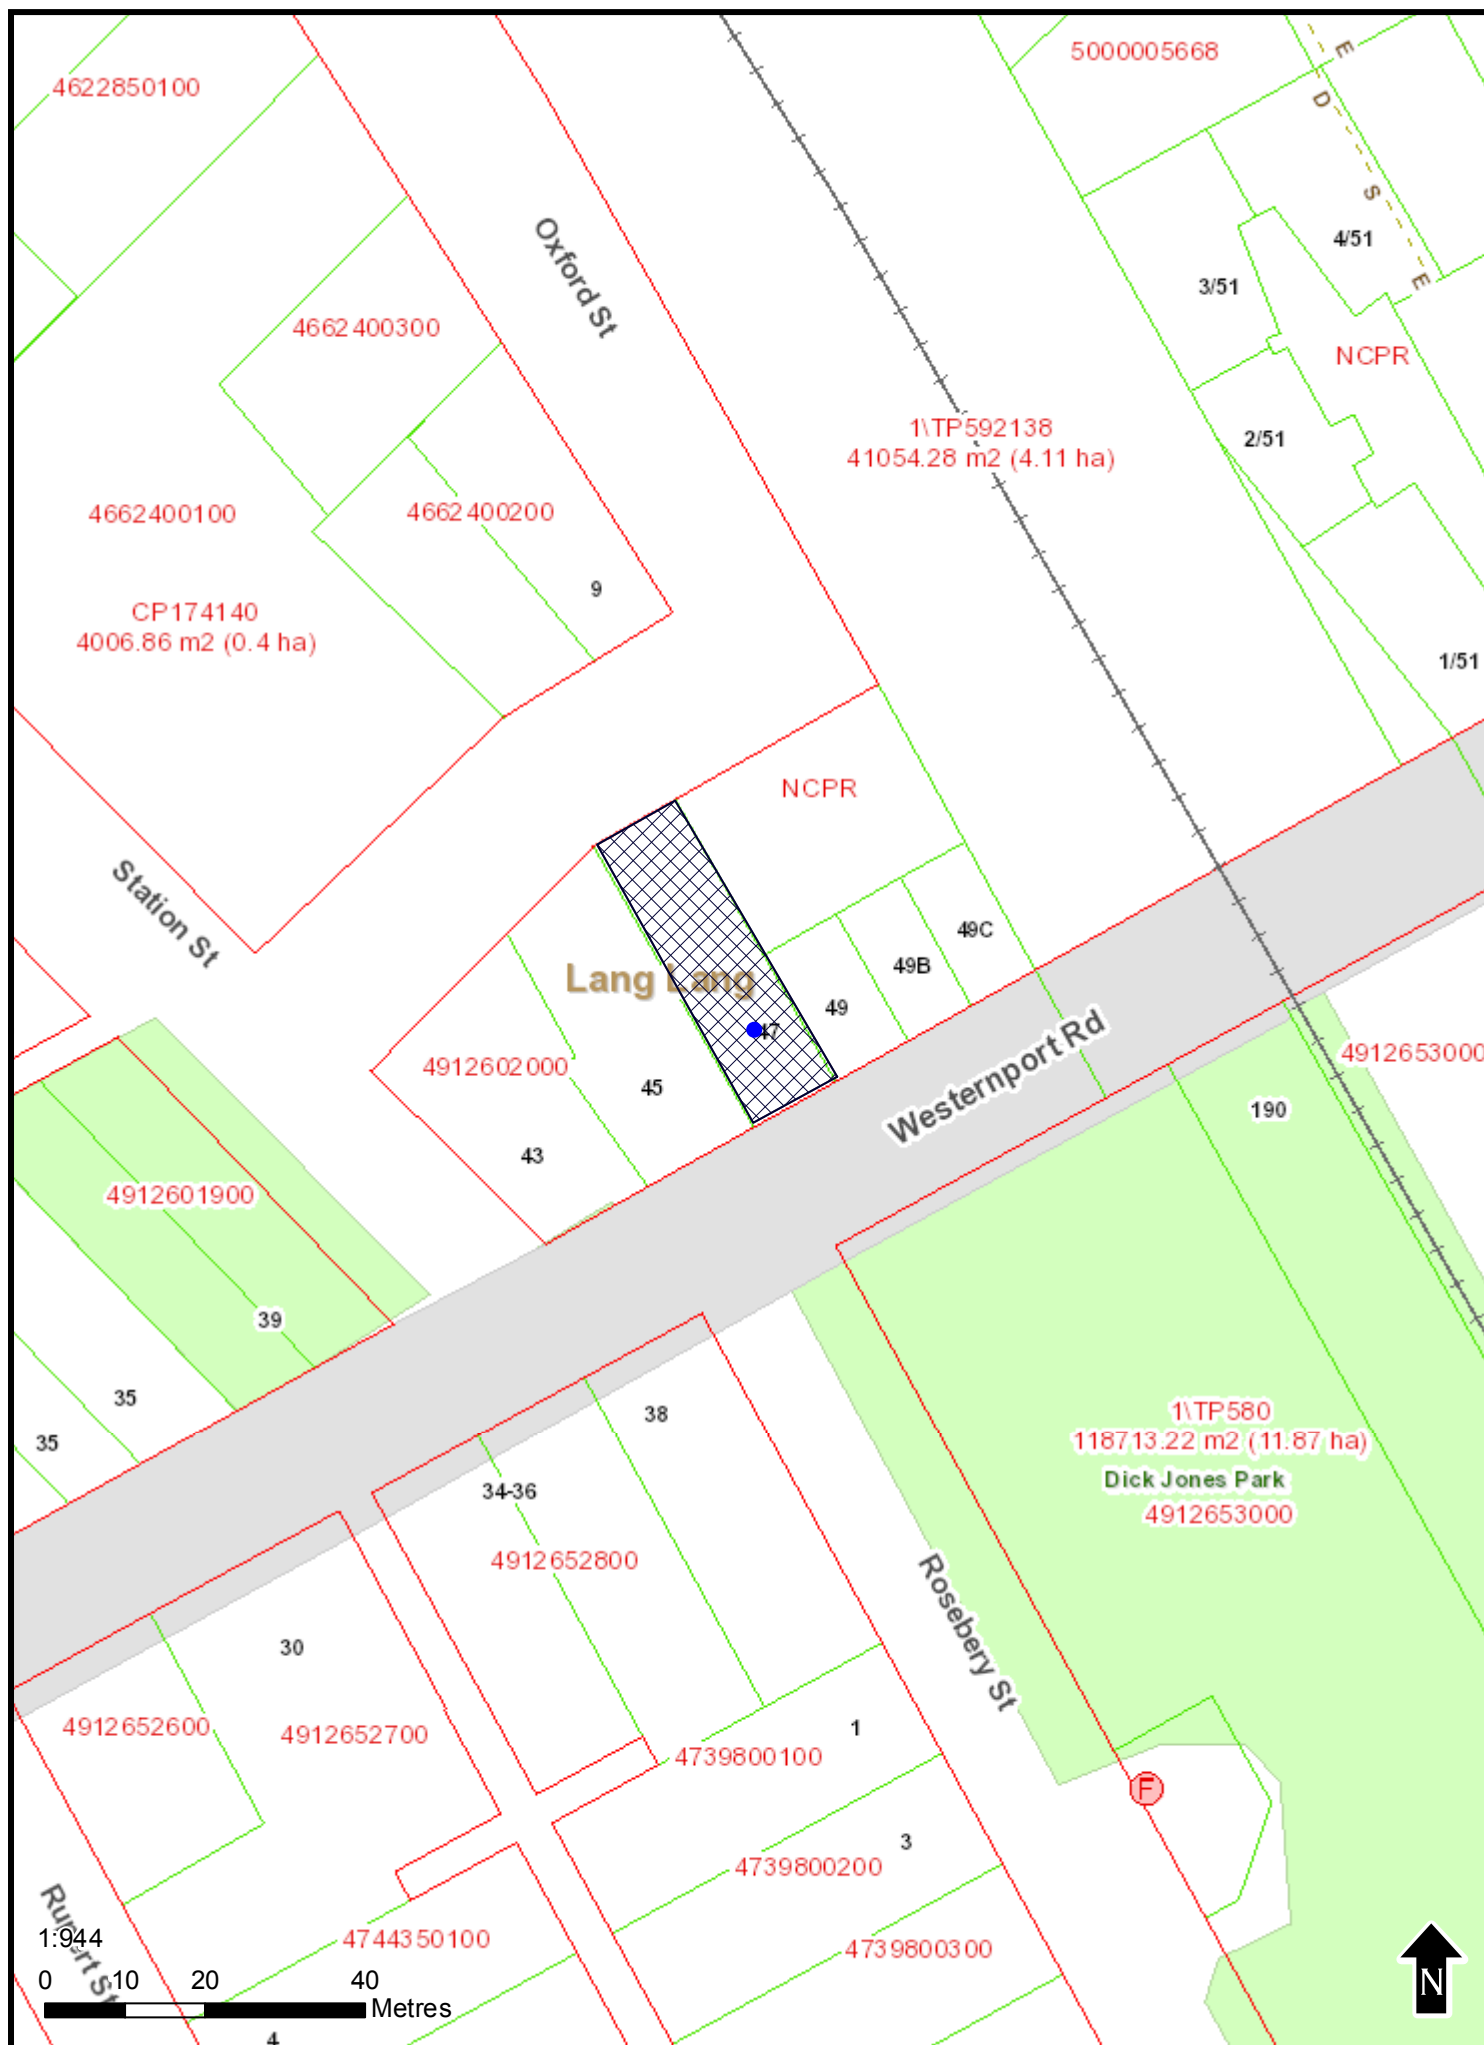 5000005668
E
4622850100
D
S
4/51
Oxford St
3/51
E
4662400300
NCPR
1\TP592138
2/51
41054.28 m2 (4.11 ha)
4662400100
4662400200
9
CP174140
4006.86 m2 (0.4 ha)
1/51
NCPR
Station St
49C
49B
Lang Lang
49
47
Westernport Rd
4912653000
4912602000
45
190
43
4912601900
39
35
35
38
1\TP580
118713.22 m2 (11.87 ha)
Dick Jones Park
4912653000
34-36
4912652800
Rosebery St
30
4912652600
4912652700
1
4739800100
F
3
4739800200
Rupert St
1:944
4744350100
4739800300
0 10 20 40
Metres
N
4